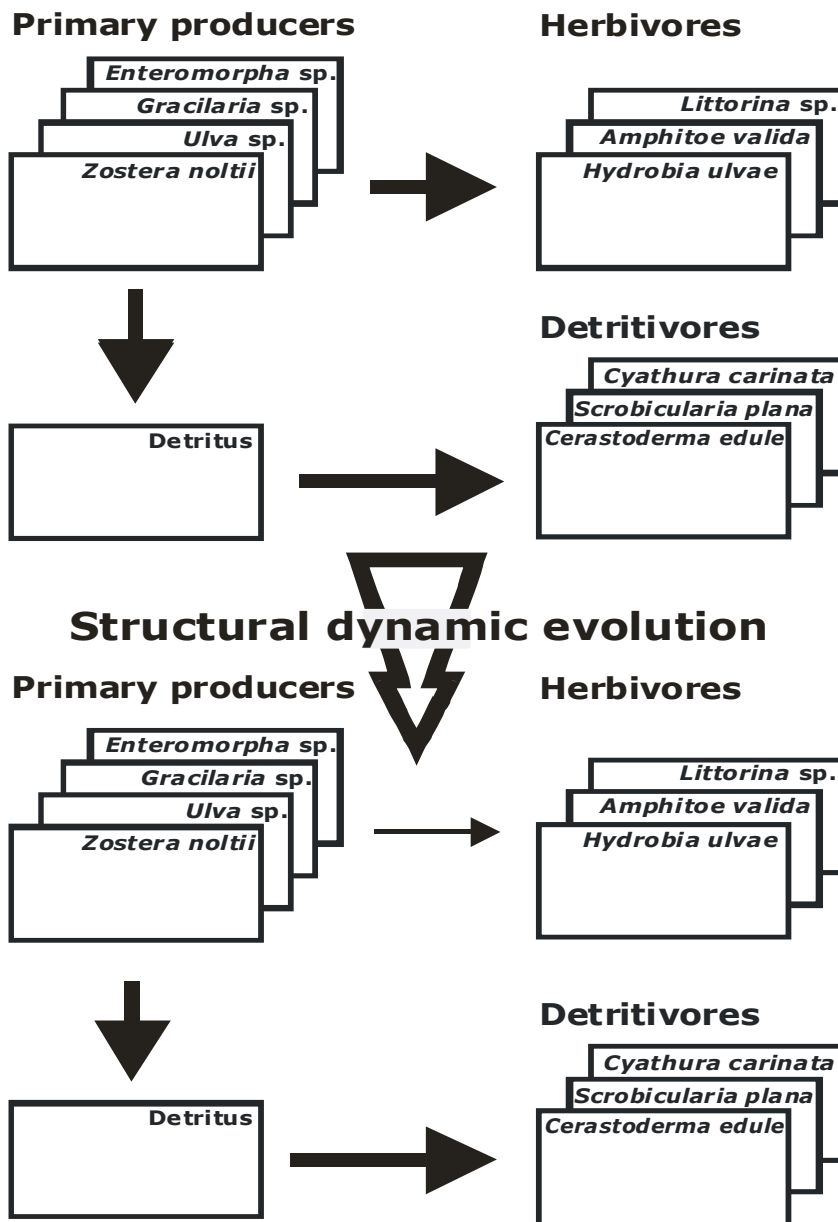 Primary producers
Herbivores
Enteromorpha sp.
Gracilaria sp.
Ulva sp.
Zostera noltii
Littorina sp.
Amphitoe valida
Hydrobia ulvae
Detritivores
Cyathura carinata
Scrobicularia plana
Cerastoderma edule
Detritus
Structural dynamic evolution
Primary producers
Herbivores
Enteromorpha sp.
Gracilaria sp.
Ulva sp.
Zostera noltii
Littorina sp.
Amphitoe valida
Hydrobia ulvae
Detritivores
Cyathura carinata
Scrobicularia plana
Cerastoderma edule
Detritus